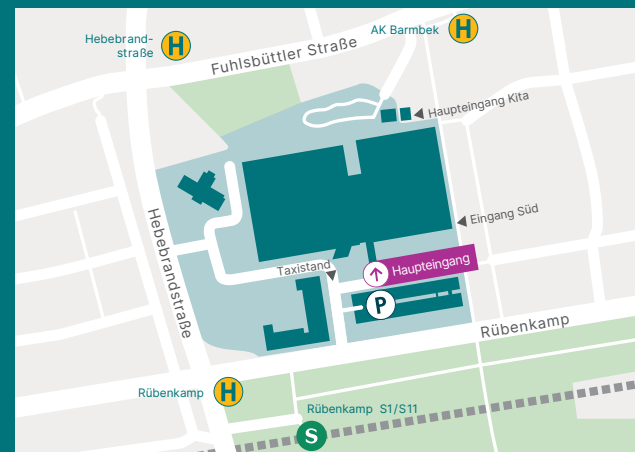 Hebebrand-
straße
H
Fuhlsbüttler Straße
AK Barmbek
H
Haupteingang Kita
Eingang Süd
Hebebrandstraße
Taxistand
Haupteingang
P
Rübenkamp
Rübenkamp
H
Rübenkamp S1/S11
S